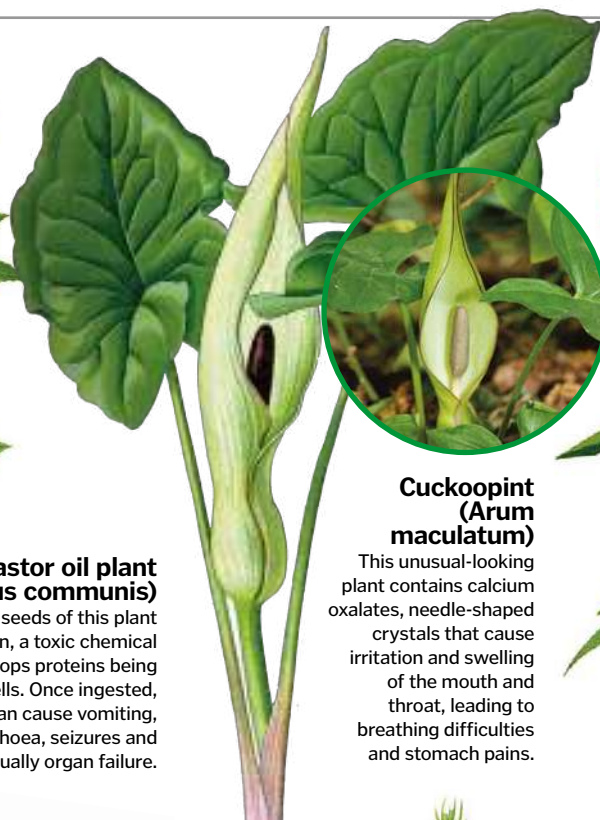 astor oil plant
us communis)
seeds of this plant
n, a toxic chemical
ops proteins being
lls. Once ingested,
an cause vomiting,
hoea, seizures and
ually organ failure.
Cuckoopint
(Arum
maculatum)
This unusual-looking
plant contains calcium
oxalates, needle-shaped
crystals that cause
irritation and swelling
of the mouth and
throat, leading to
breathing difficulties
and stomach pains.